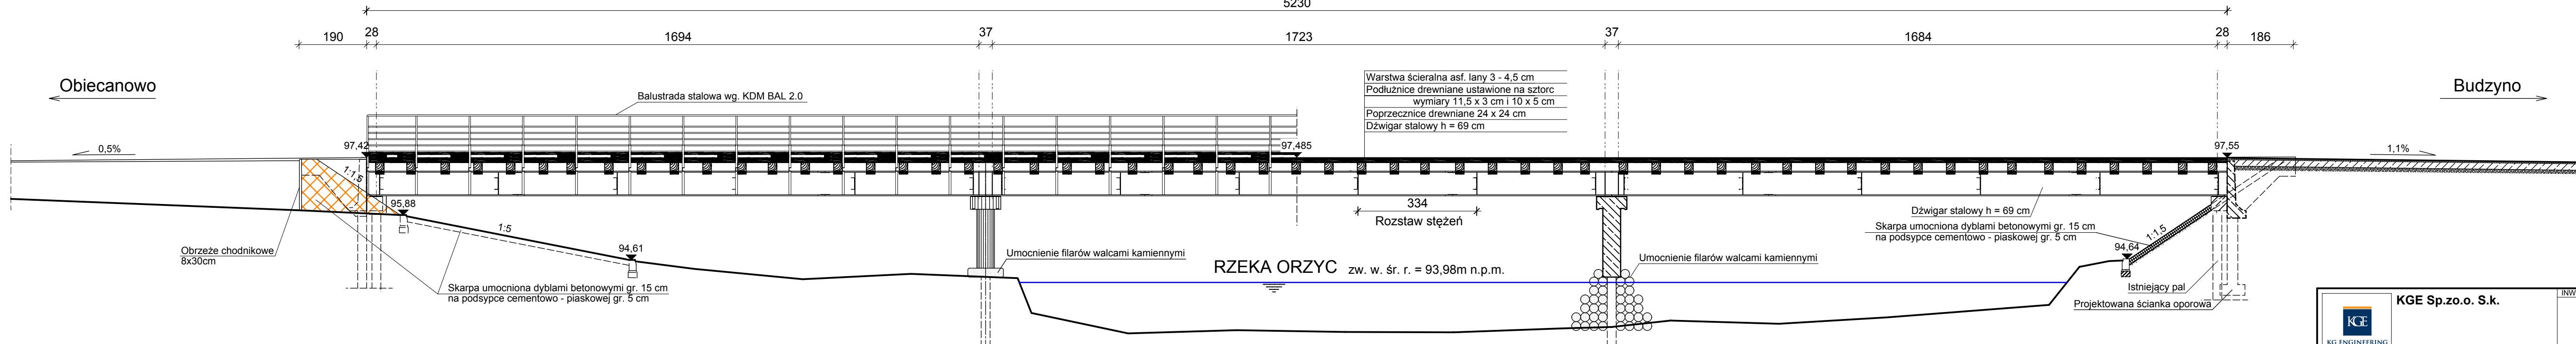 5230
190
28
1694
37
1723
37
1684
28
186
Obiecanowo
Budzyno
Balustrada stalowa wg. KDM BAL 2.0
Warstwa ścieralna asf. lany 3 - 4,5 cm
Podłużnice drewniane ustawione na sztorc
wymiary 11,5 x 3 cm i 10 x 5 cm
Poprzecznice drewniane 24 x 24 cm
Dźwigar stalowy h = 69 cm
0,5%
97,42
97,485
97,55
1,1%
1:1,5
95,88
1:5
94,61
334
Rozstaw stężeń
Dźwigar stalowy h = 69 cm
Skarpa umocniona dyblami betonowymi gr. 15 cm
na podsypce cementowo - piaskowej gr. 5 cm
1:1,5
94,64
Obrzeże chodnikowe
8x30cm
Umocnienie filarów walcami kamiennymi
RZEKA ORZYC zw. w. śr. r. = 93,98m n.p.m.
Umocnienie filarów walcami kamiennymi
Skarpa umocniona dyblami betonowymi gr. 15 cm
na podsypce cementowo - piaskowej gr. 5 cm
Istniejący pal
Projektowana ścianka oporowa
KGE Sp.zo.o. S.k.
INW
KGE
KG ENGINEERING